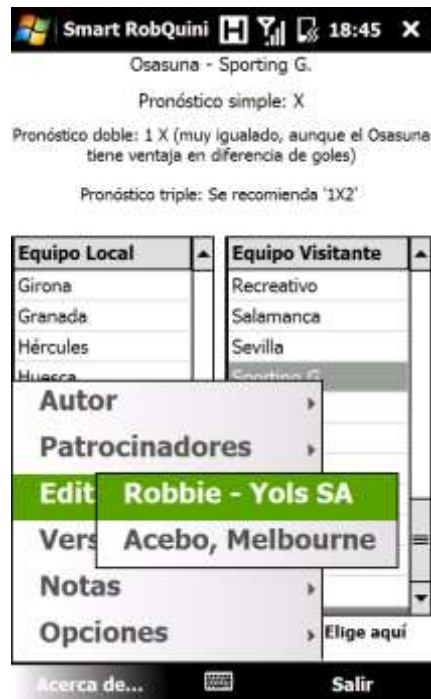 Smart RobQuini H 18:45 X
Osasuna - Sporting G.
Pronóstico simple: X
Pronóstico doble: 1 X (muy igualado, aunque el Osasuna
tiene ventaja en diferencia de goles)
Pronóstico triple: Se recomienda '1X2'
Equipo Local
Equipo Visitante
Girona
Recreativo
Granada
Salamanca
Hércules
Sevilla
Huesca
Sporting G.
Autor
Patrocinadores
Edit
Robbie - Yols SA
Vers
Acebo, Melbourne
Notas
Opciones
Elige aquí
Acerca de...
Salir